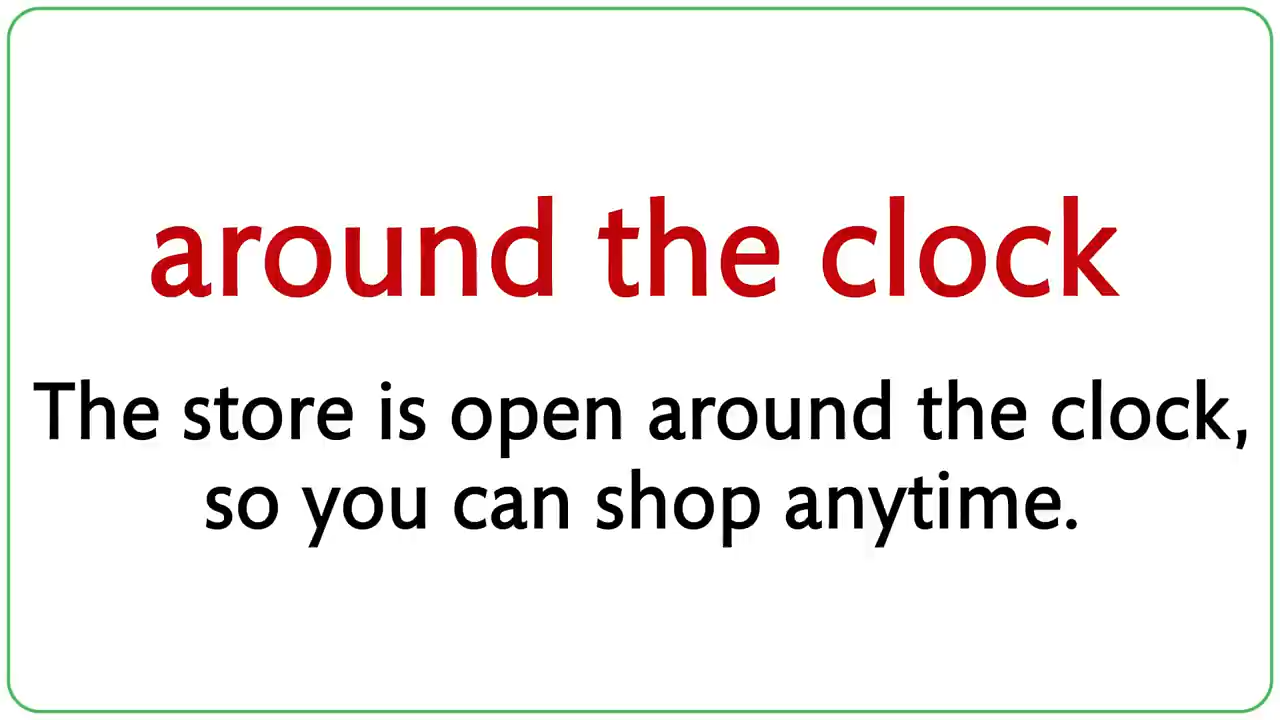 around the clock
The store is open around the clock,
so you can shop anytime.